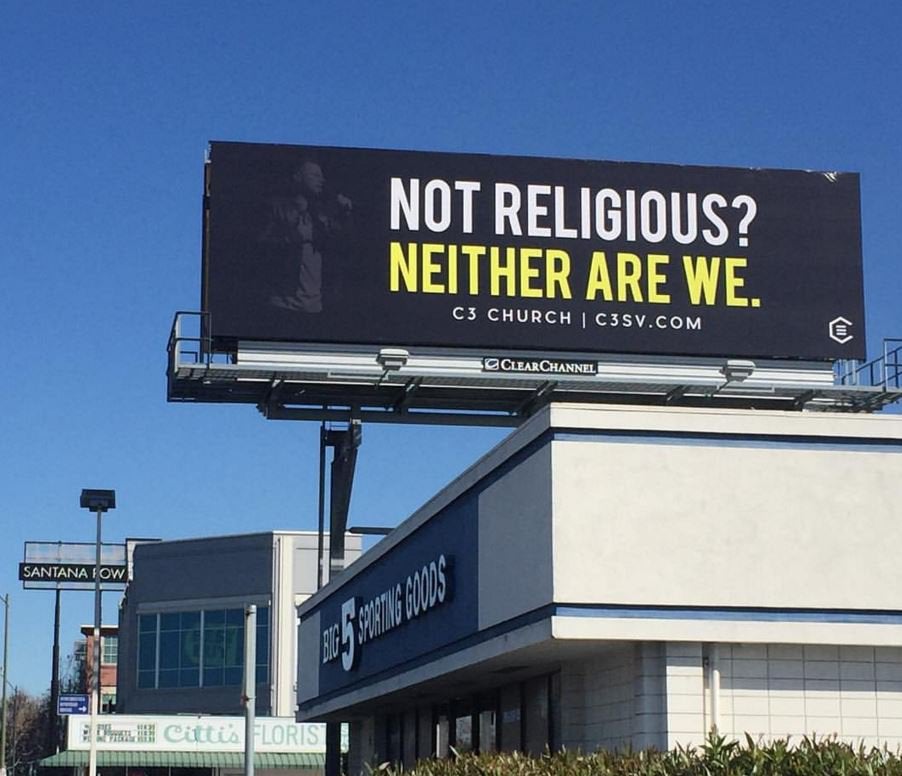 NOT RELIGIOUS?
NEITHER ARE WE.
C3 CHURCH | C3SV.COM
CLEARCHANNEL
SANTANA ROW
BIG 5 SPORTING GOODS
Citti's FLORIST